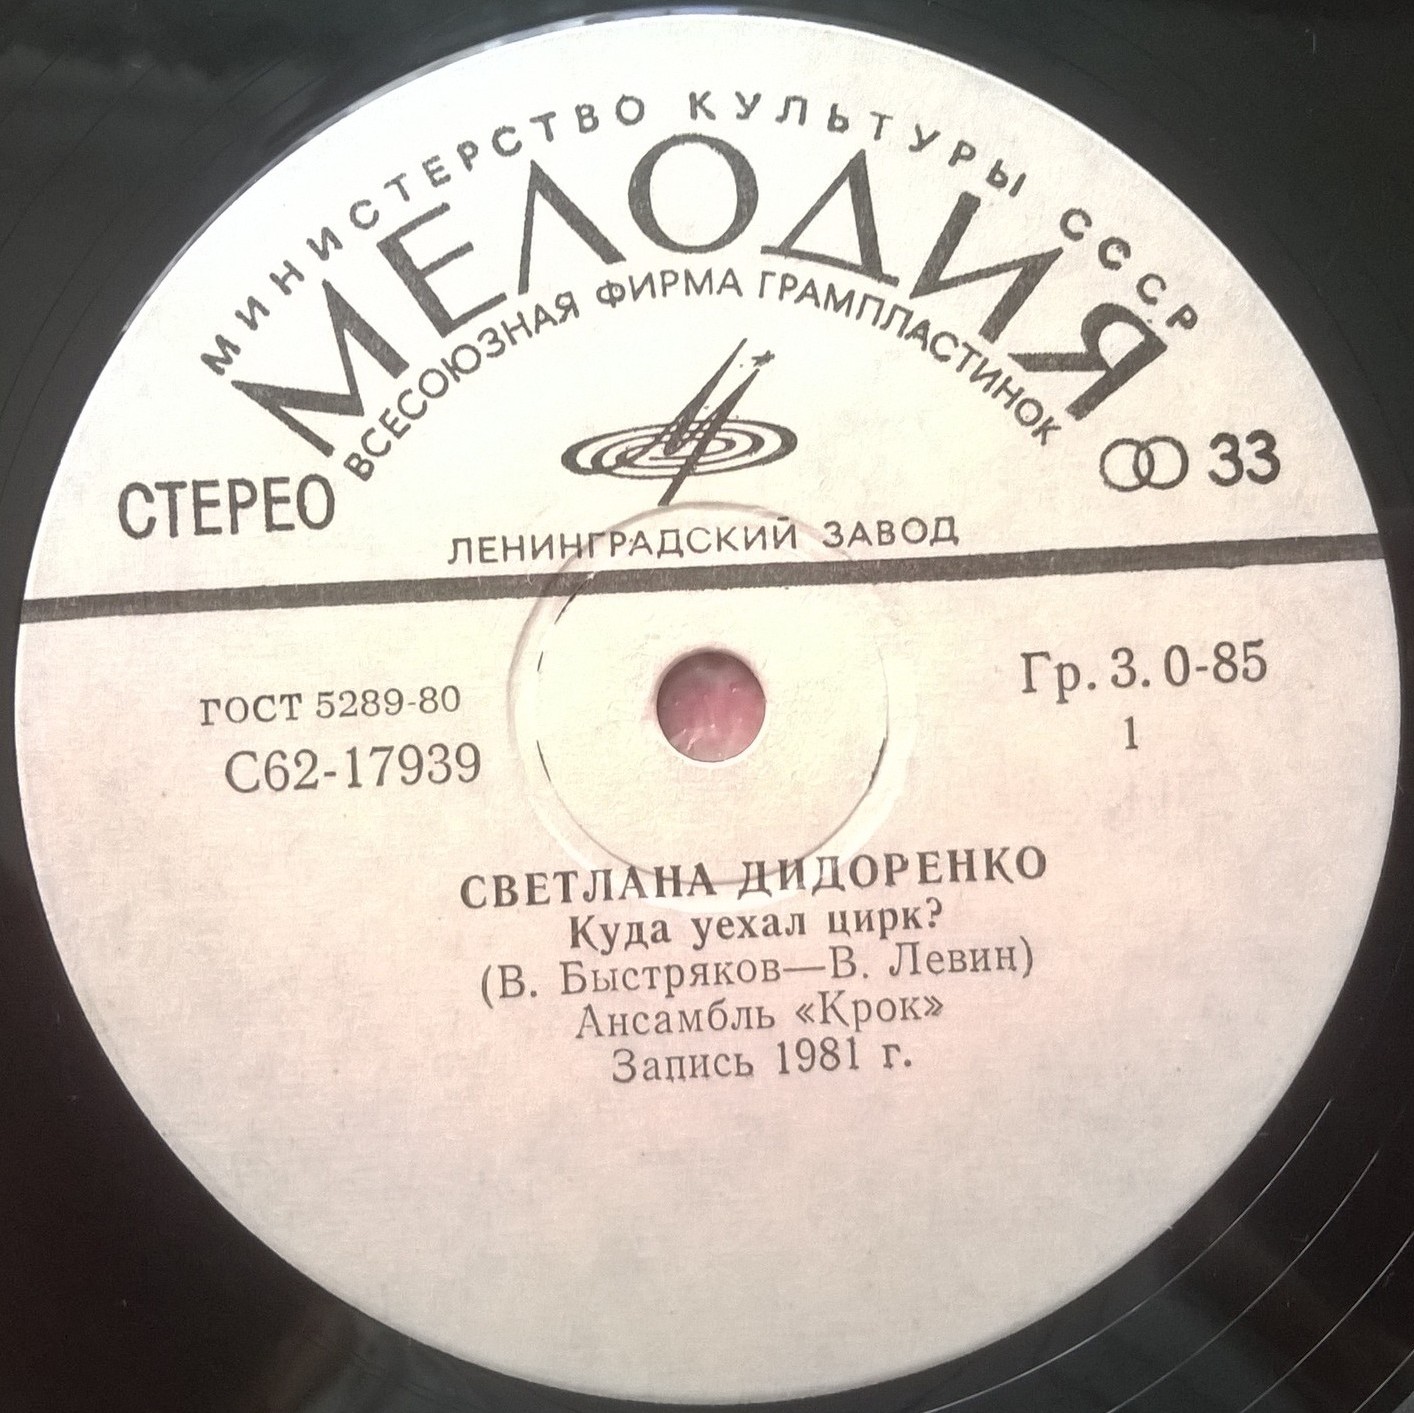 МИНИСТЕРСТВО КУЛЬТУРЫ СССР
МЕЛОДИЯ
ВСЕСОЮЗНАЯ ФИРМА ГРАМПЛАСТИНОК
СТЕРЕО
33
ЛЕНИНГРАДСКИЙ ЗАВОД
ГОСТ 5289-80
С62-17939
Гр. 3. 0-85
1
СВЕТЛАНА ДИДОРЕНКО
Куда уехал цирк?
(В. Быстряков—В. Левин)
Ансамбль «Крок»
Запись 1981 г.